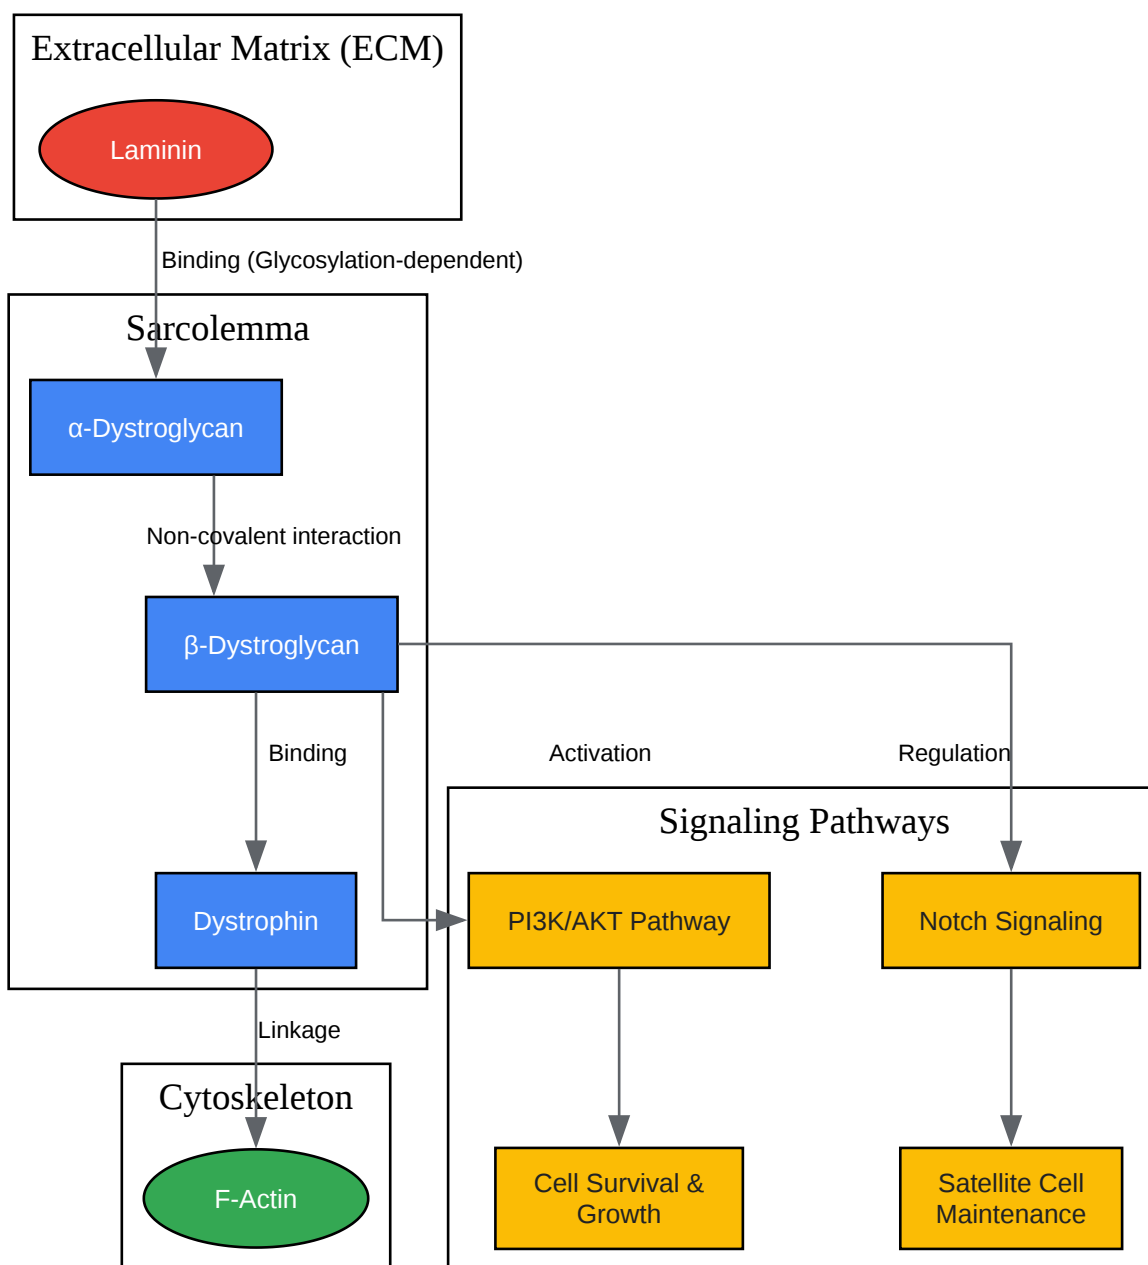 Extracellular Matrix (ECM)
Laminin
Binding (Glycosylation-dependent)
Sarcolemma
α-Dystroglycan
Non-covalent interaction
β-Dystroglycan
Binding
Activation
Regulation
Signaling Pathways
Dystrophin
PI3K/AKT Pathway
Notch Signaling
Linkage
Cytoskeleton
F-Actin
Cell Survival &
Growth
Satellite Cell
Maintenance